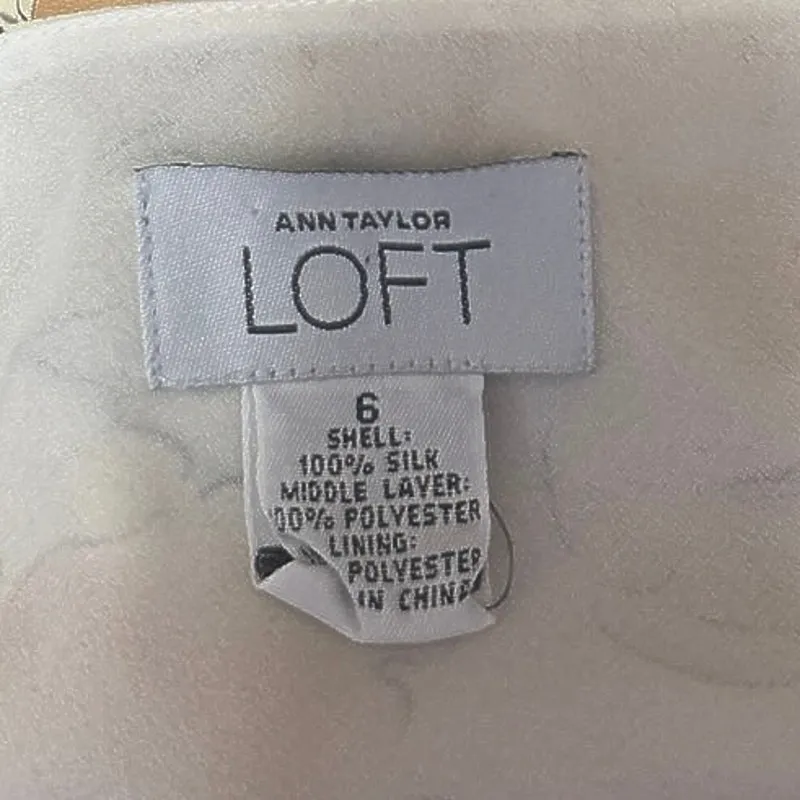 ANN TAYLOR
LOFT
6
SHELL:
100% SILK
MIDDLE LAYER:
00% POLYESTER
LINING:
POLYESTER
IN CHINA